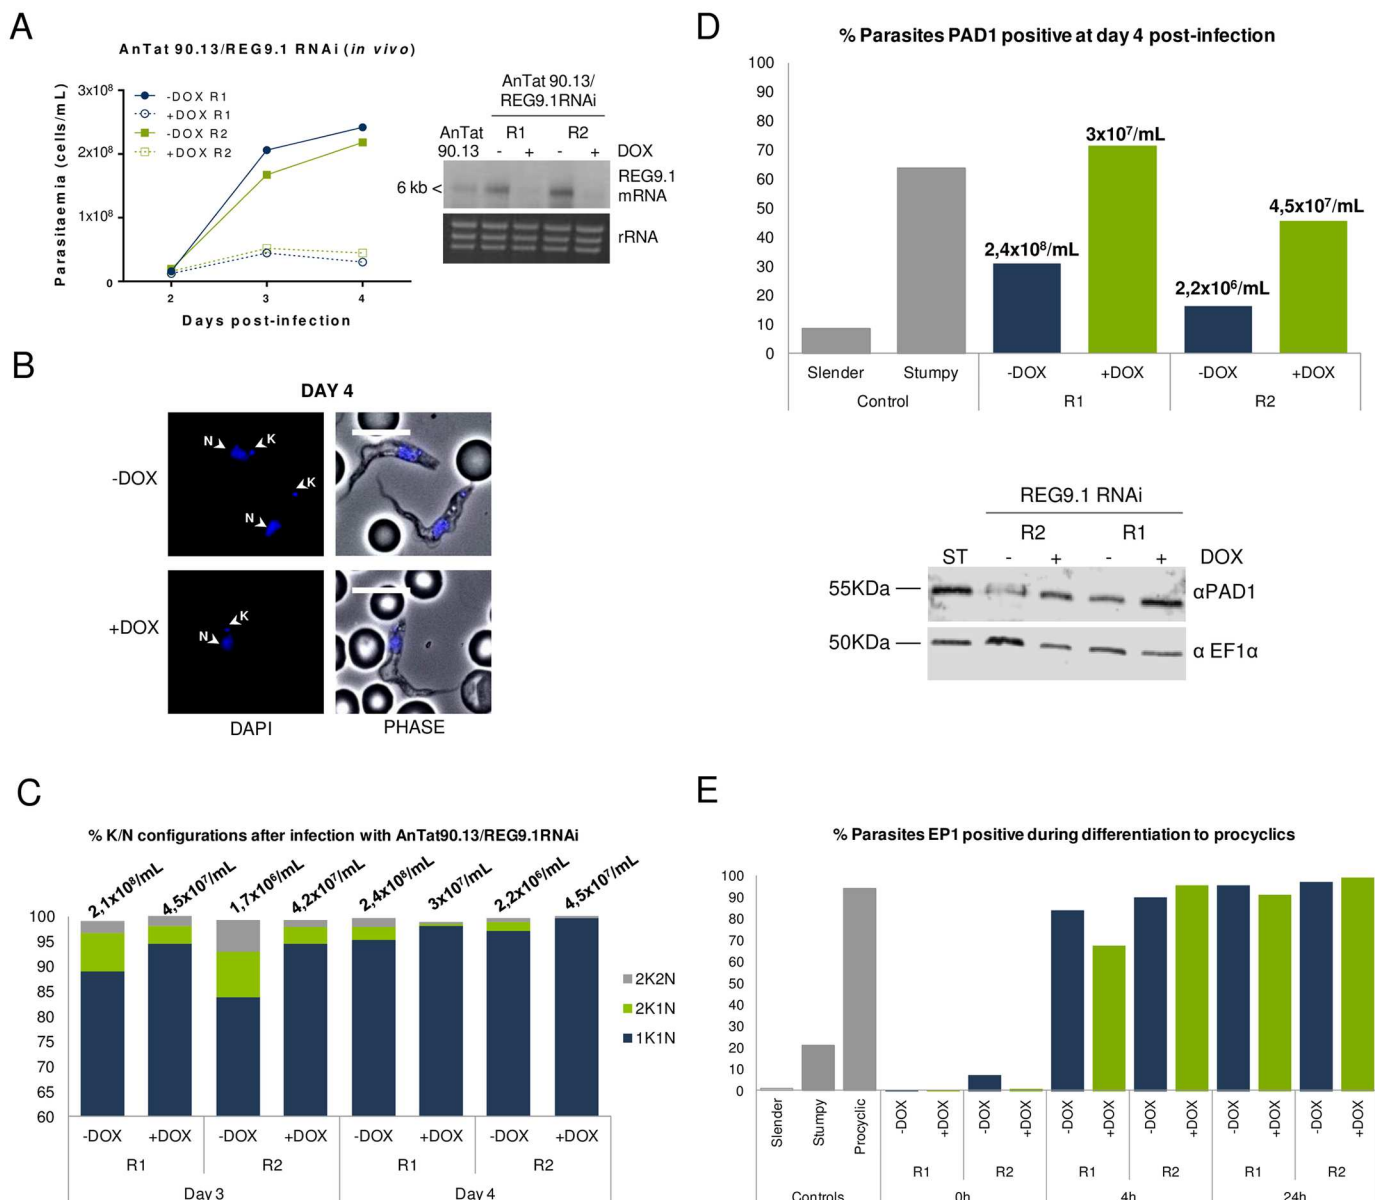 A
AnTat 90.13/REG9.1 RNAi (in vivo)
Parasitaemia (cells/mL)
3x10⁸
2x10⁸
1x10⁸
0
2 3 4
Days post-infection
-DOX R1
+DOX R1
-DOX R2
+DOX R2
AnTat 90.13/
REG9.1RNAi
AnTat R1 R2
90.13 - + - + DOX
6 kb <
REG9.1
mRNA
rRNA
B
DAY 4
-DOX
N K
K
N
+DOX
K
N
DAPI PHASE
C
% K/N configurations after infection with AnTat90.13/REG9.1RNAi
2,1x10⁸/mL 4,5x10⁷/mL 1,7x10⁶/mL 4,2x10⁷/mL 2,4x10⁸/mL 3x10⁷/mL 2,2x10⁶/mL 4,5x10⁷/mL
100
95
90
85
80
75
70
65
60
2K2N
2K1N
1K1N
-DOX +DOX -DOX +DOX -DOX +DOX -DOX +DOX
R1 R2 R1 R2
Day 3 Day 4
D
% Parasites PAD1 positive at day 4 post-infection
100
90
80
70
60
50
40
30
20
10
0
2,4x10⁸/mL
3x10⁷/mL
2,2x10⁶/mL
4,5x10⁷/mL
Slender Stumpy -DOX +DOX -DOX +DOX
Control R1 R2
REG9.1 RNAi
R2 R1
ST - + - + DOX
55KDa αPAD1
50KDa α EF1α
E
% Parasites EP1 positive during differentiation to procyclics
100
90
80
70
60
50
40
30
20
10
0
Slender Stumpy Procyclic -DOX +DOX -DOX +DOX -DOX +DOX -DOX +DOX -DOX +DOX -DOX +DOX
R1 R2 R1 R2 R1 R2
Controls 0h 4h 24h